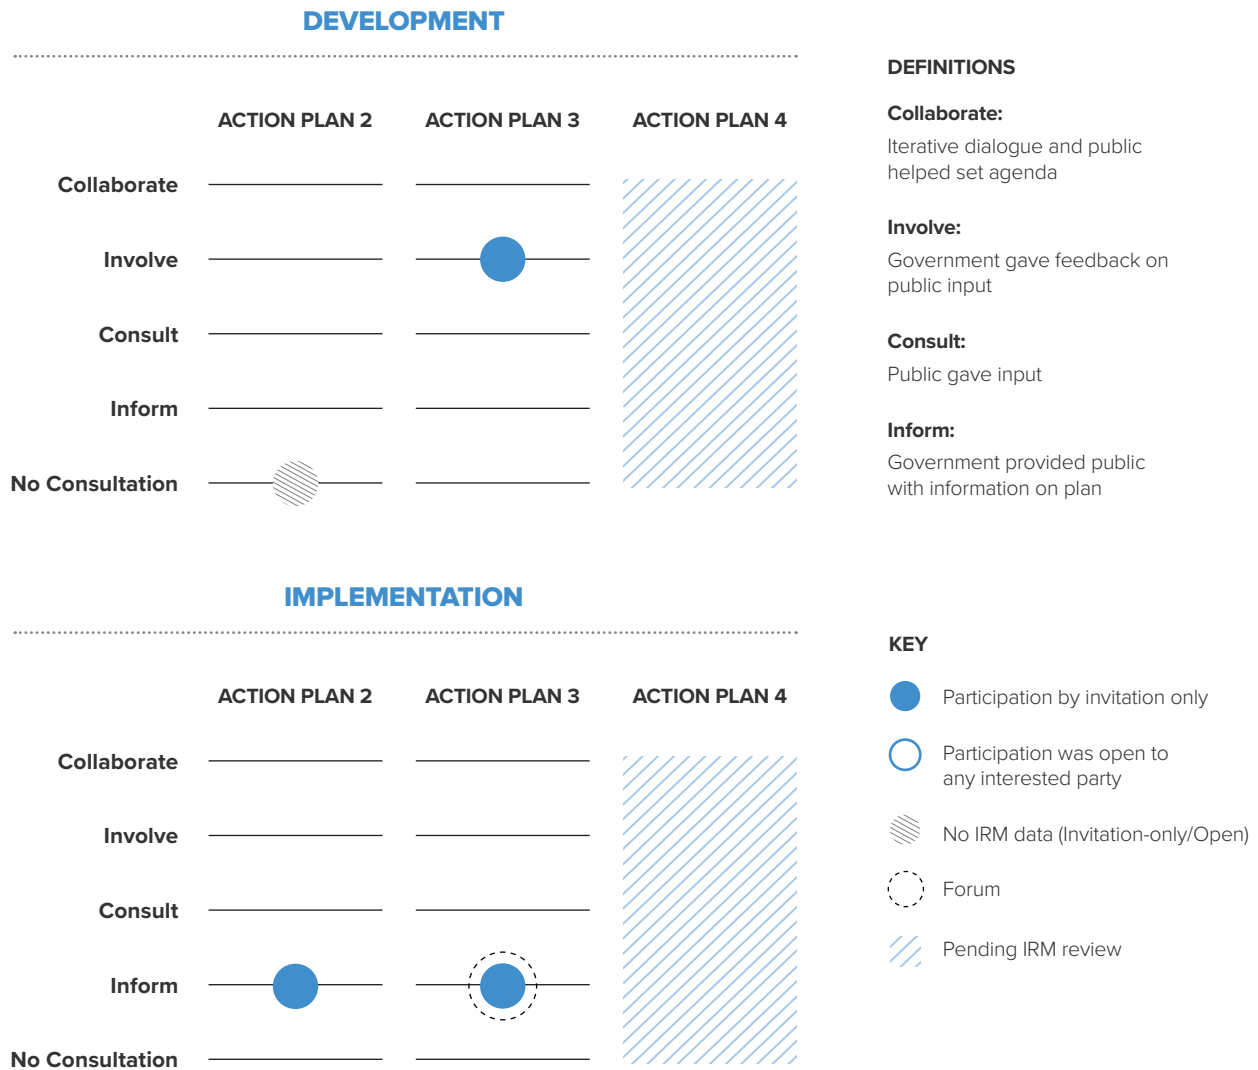 DEVELOPMENT
ACTION PLAN 2
ACTION PLAN 3
ACTION PLAN 4
Collaborate
Involve
Consult
Inform
No Consultation
DEFINITIONS
Collaborate:
Iterative dialogue and public
helped set agenda
Involve:
Government gave feedback on
public input
Consult:
Public gave input
Inform:
Government provided public
with information on plan
IMPLEMENTATION
ACTION PLAN 2
ACTION PLAN 3
ACTION PLAN 4
Collaborate
Involve
Consult
Inform
No Consultation
KEY
Participation by invitation only
Participation was open to
any interested party
No IRM data (Invitation-only/Open)
Forum
Pending IRM review